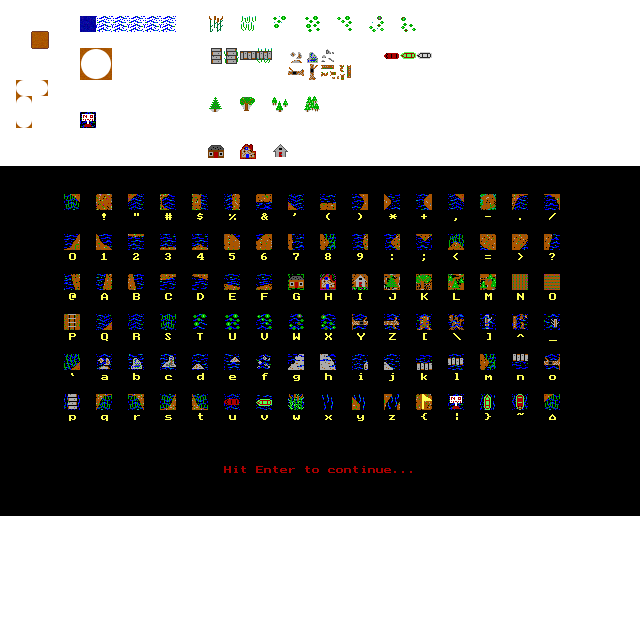 ! " # $ % & ' ( ) * + , - . /
0 1 2 3 4 5 6 7 8 9 : ; < = > ?
@ A B C D E F G H I J K L M N O
P Q R S T U V W X Y Z [ \ ] ^ _
` a b c d e f g h i j k l m n o
p q r s t u v w x y z { ¦ } ~ Δ
Hit Enter to continue...